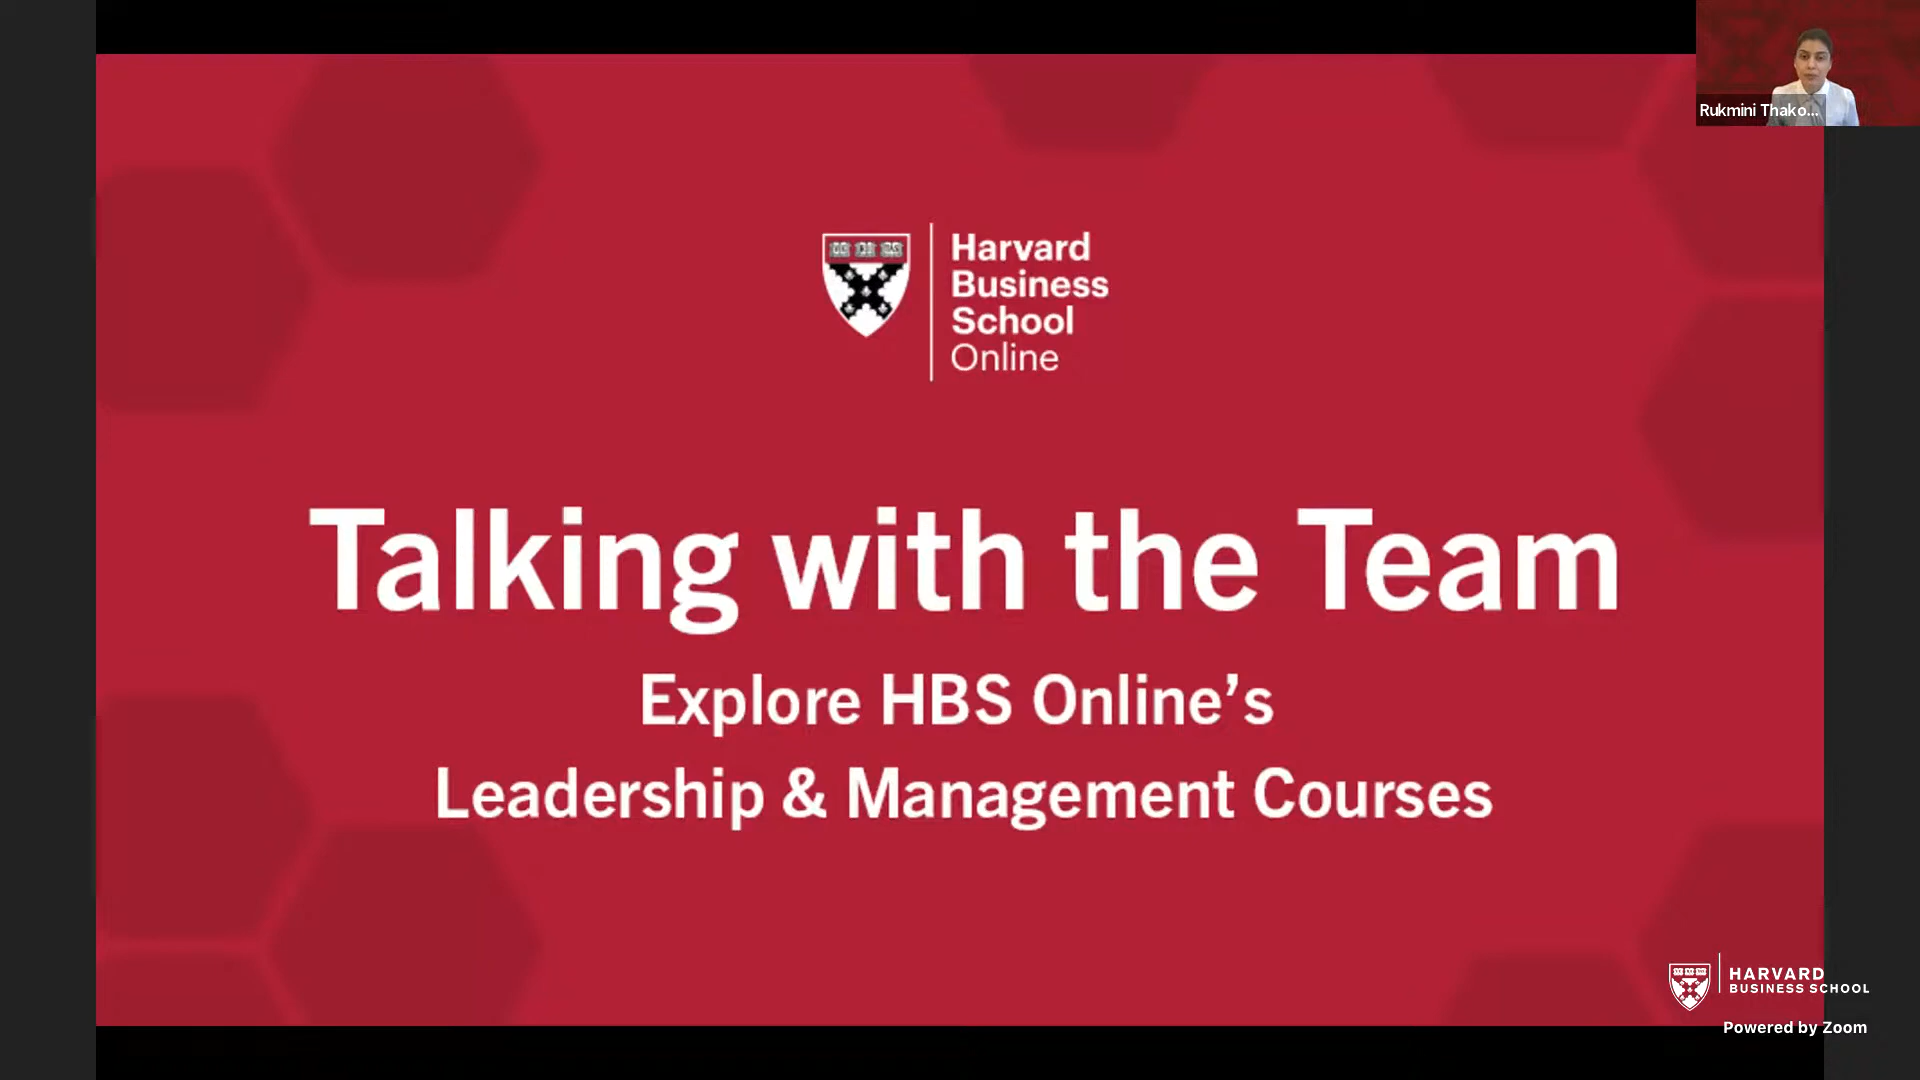 Rukmini Thako...
Harvard
Business
School
Online
Talking with the Team
Explore HBS Online’s
Leadership & Management Courses
HARVARD
BUSINESS SCHOOL
Powered by Zoom